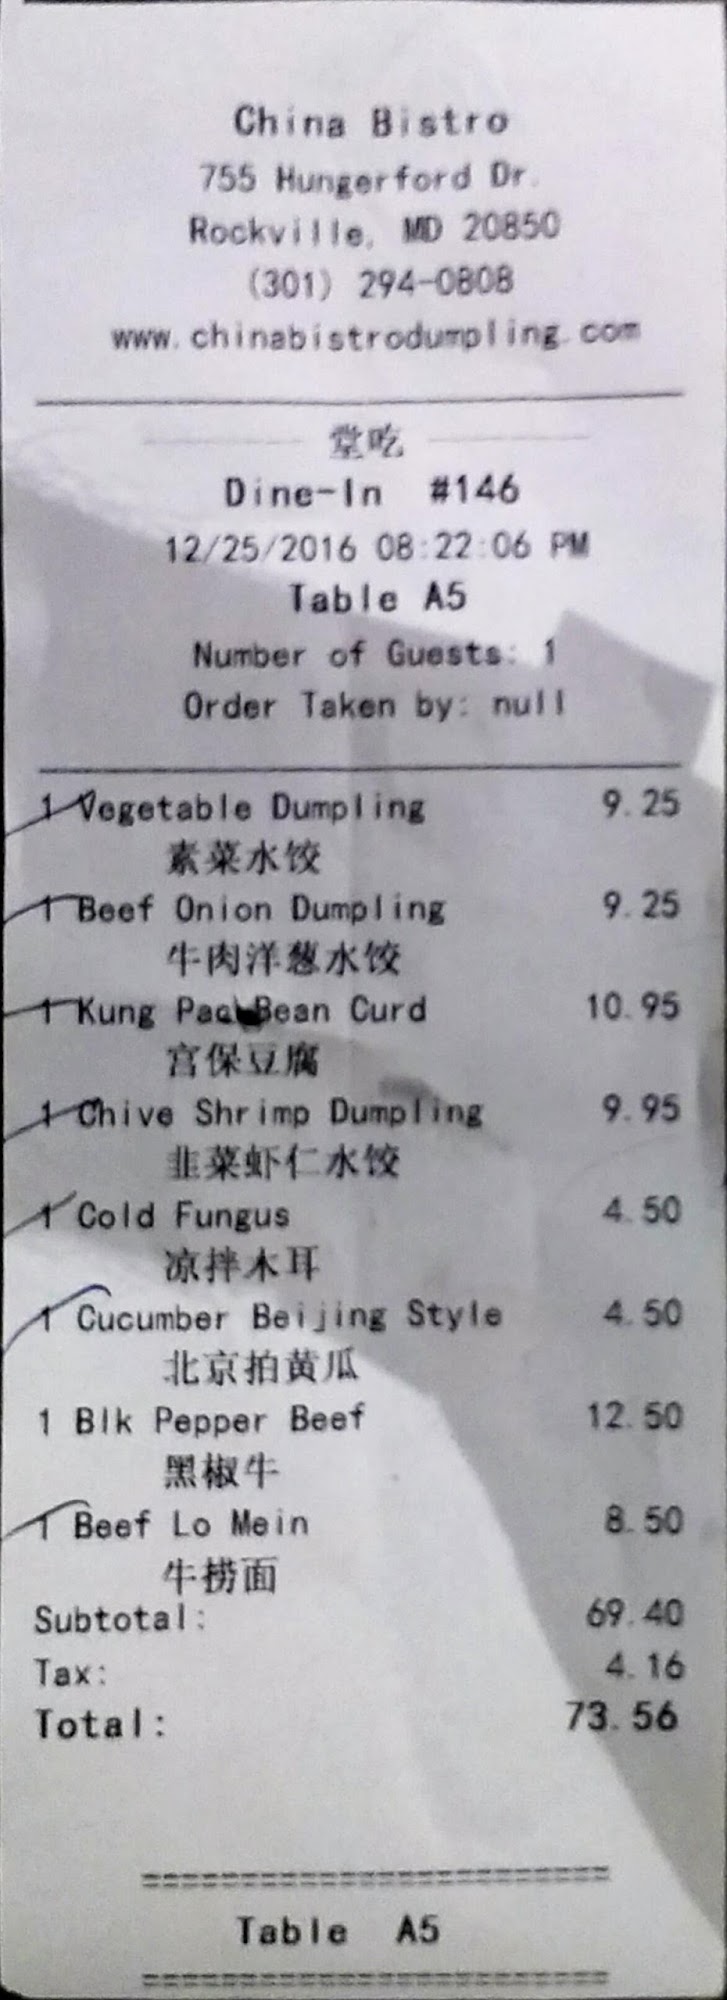 China Bistro
755 Hungerford Dr.
Rockville, MD 20850
(301) 294-0808
www.chinabistrodumpling.com
堂吃
Dine-In #146
12/25/2016 08:22:06 PM
Table A5
Number of Guests: 1
Order Taken by: null
1 Vegetable Dumpling 9.25
素菜水饺
1 Beef Onion Dumpling 9.25
牛肉洋葱水饺
1 Kung Pao Bean Curd 10.95
宫保豆腐
1 Chive Shrimp Dumpling 9.95
韭菜虾仁水饺
1 Cold Fungus 4.50
凉拌木耳
1 Cucumber Beijing Style 4.50
北京拍黄瓜
1 Blk Pepper Beef 12.50
黑椒牛
1 Beef Lo Mein 8.50
牛捞面
Subtotal: 69.40
Tax: 4.16
Total: 73.56
==============================
Table A5
==============================